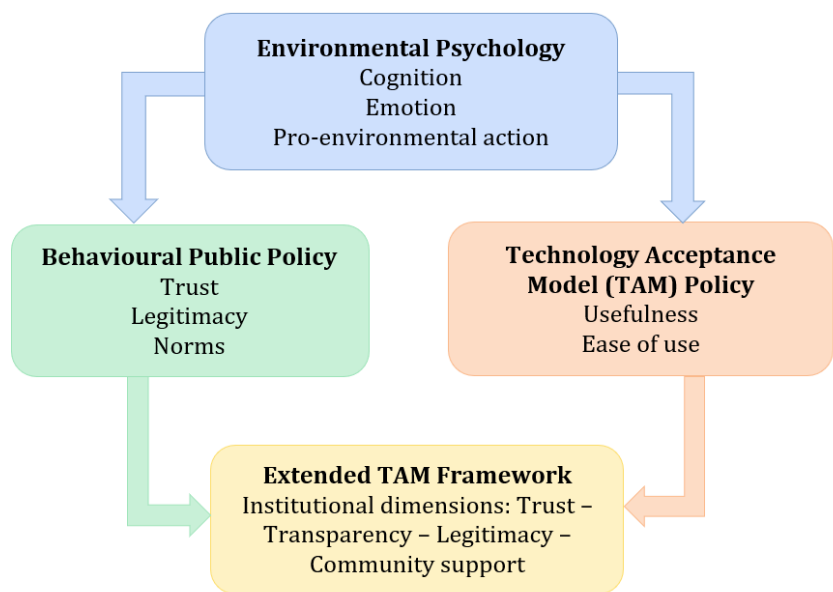 Environmental Psychology
Cognition
Emotion
Pro-environmental action
Behavioural Public Policy
Trust
Legitimacy
Norms
Technology Acceptance
Model (TAM) Policy
Usefulness
Ease of use
Extended TAM Framework
Institutional dimensions: Trust –
Transparency – Legitimacy –
Community support